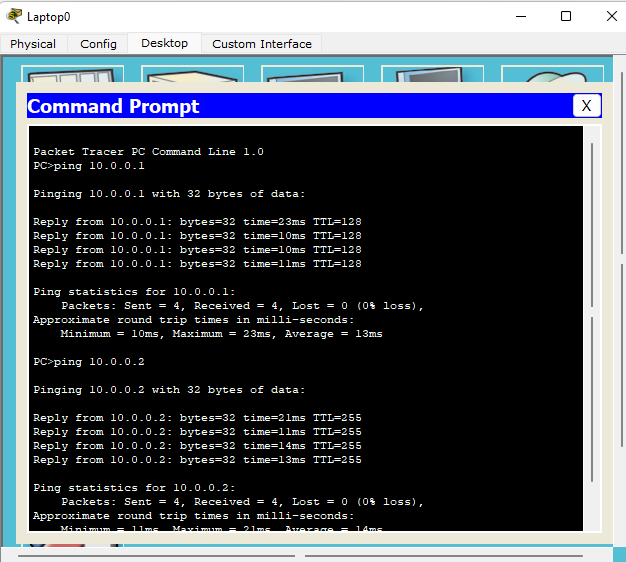 Laptop0
Physical Config Desktop Custom Interface
Command Prompt X
Packet Tracer PC Command Line 1.0
PC>ping 10.0.0.1
Pinging 10.0.0.1 with 32 bytes of data:
Reply from 10.0.0.1: bytes=32 time=23ms TTL=128
Reply from 10.0.0.1: bytes=32 time=10ms TTL=128
Reply from 10.0.0.1: bytes=32 time=10ms TTL=128
Reply from 10.0.0.1: bytes=32 time=11ms TTL=128
Ping statistics for 10.0.0.1:
Packets: Sent = 4, Received = 4, Lost = 0 (0% loss),
Approximate round trip times in milli-seconds:
Minimum = 10ms, Maximum = 23ms, Average = 13ms
PC>ping 10.0.0.2
Pinging 10.0.0.2 with 32 bytes of data:
Reply from 10.0.0.2: bytes=32 time=21ms TTL=255
Reply from 10.0.0.2: bytes=32 time=11ms TTL=255
Reply from 10.0.0.2: bytes=32 time=14ms TTL=255
Reply from 10.0.0.2: bytes=32 time=13ms TTL=255
Ping statistics for 10.0.0.2:
Packets: Sent = 4, Received = 4, Lost = 0 (0% loss),
Approximate round trip times in milli-seconds:
Minimum = 11ms, Maximum = 21ms, Average = 14ms